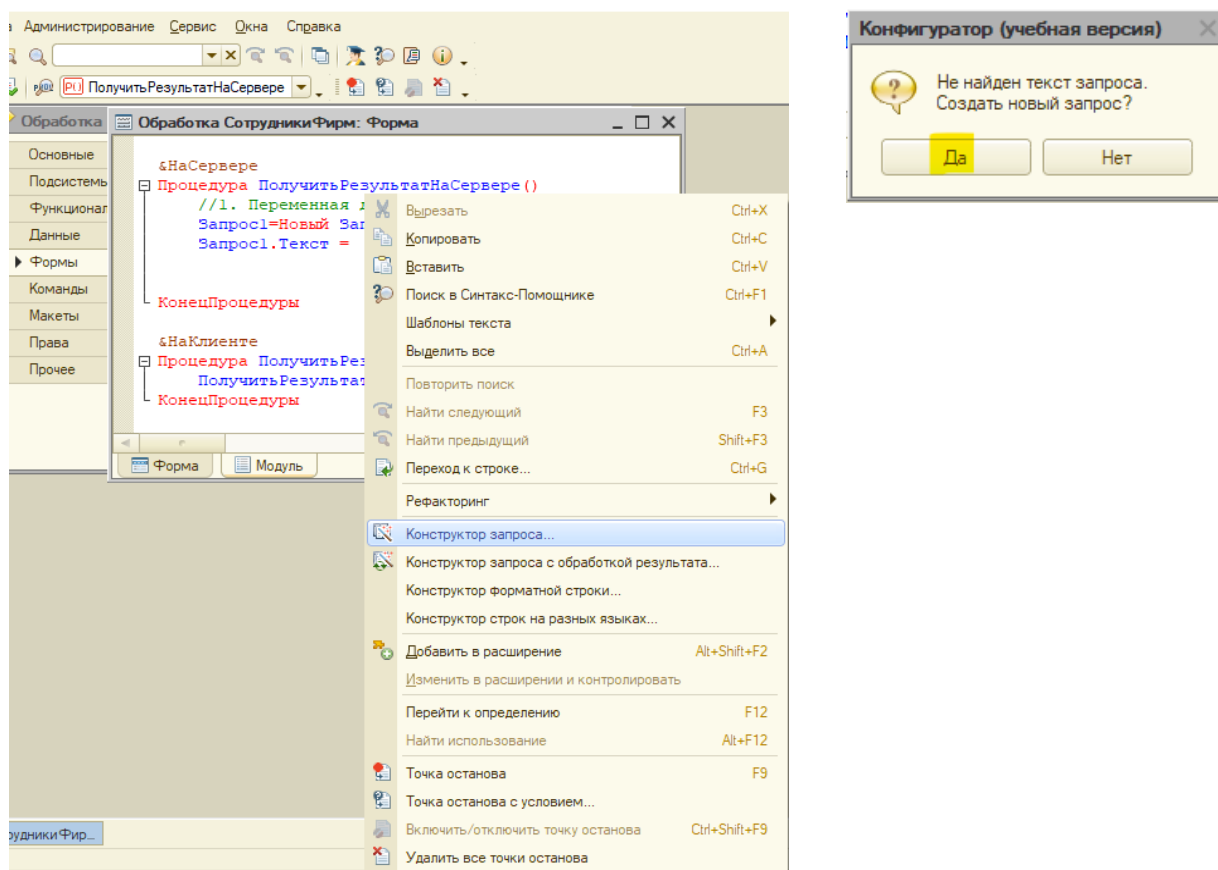 Администрирование Сервис Окна Справка
ПолучитьРезультатНаСервере
Обработка
Основные
Подсистемы
Функционал
Данные
Формы
Команды
Макеты
Права
Прочее
Обработка СотрудникиФирм: Форма
&НаСервере
Процедура ПолучитьРезультатНаСервере()
//1. Переменная
Запрос1=Новый Зап
Запрос1.Текст =
КонецПроцедуры
&НаКлиенте
Процедура ПолучитьРез
ПолучитьРезультат
КонецПроцедуры
Форма Модуль
Вырезать Ctrl+X
Копировать Ctrl+C
Вставить Ctrl+V
Поиск в Синтакс-Помощнике Ctrl+F1
Шаблоны текста
Выделить все Ctrl+A
Повторить поиск
Найти следующий F3
Найти предыдущий Shift+F3
Переход к строке... Ctrl+G
Рефакторинг
Конструктор запроса...
Конструктор запроса с обработкой результата...
Конструктор форматной строки...
Конструктор строк на разных языках...
Добавить в расширение Alt+Shift+F2
Изменить в расширении и контролировать
Перейти к определению F12
Найти использование Alt+F12
Точка останова F9
Точка останова с условием...
Включить/отключить точку останова Ctrl+Shift+F9
Удалить все точки останова
рудникиФир...
Конфигуратор (учебная версия)
Не найден текст запроса.
Создать новый запрос?
Да Нет